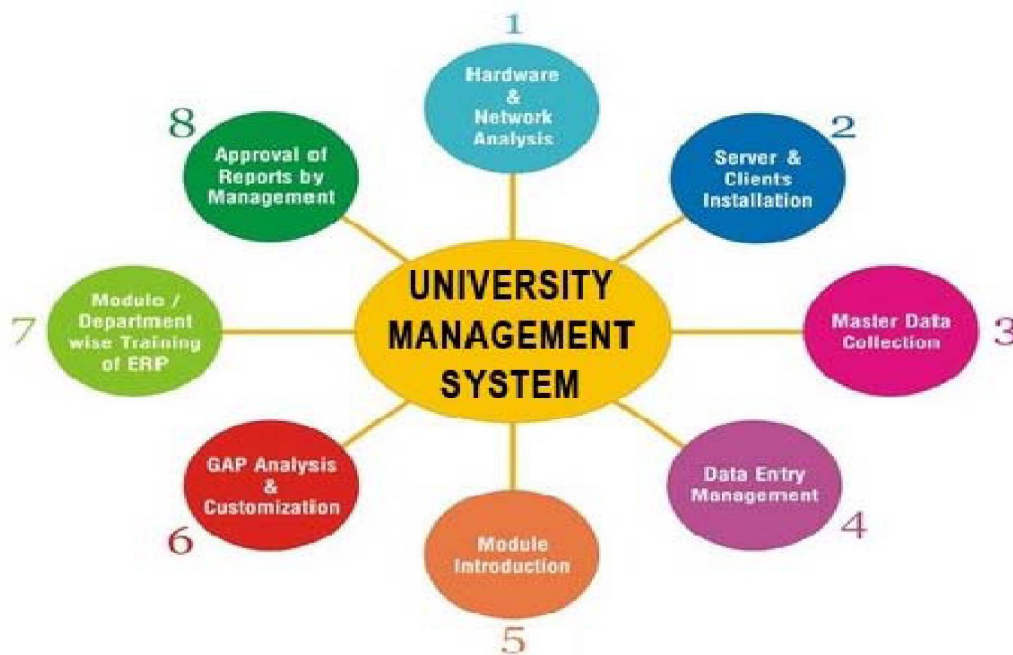 1
Hardware
&
Network
Analysis
2
Server &
Clients
Installation
3
Master Data
Collection
4
Data Entry
Management
5
Module
Introduction
6
GAP Analysis
&
Customization
7
Module /
Department
wise Training
of ERP
8
Approval of
Reports by
Management
UNIVERSITY
MANAGEMENT
SYSTEM